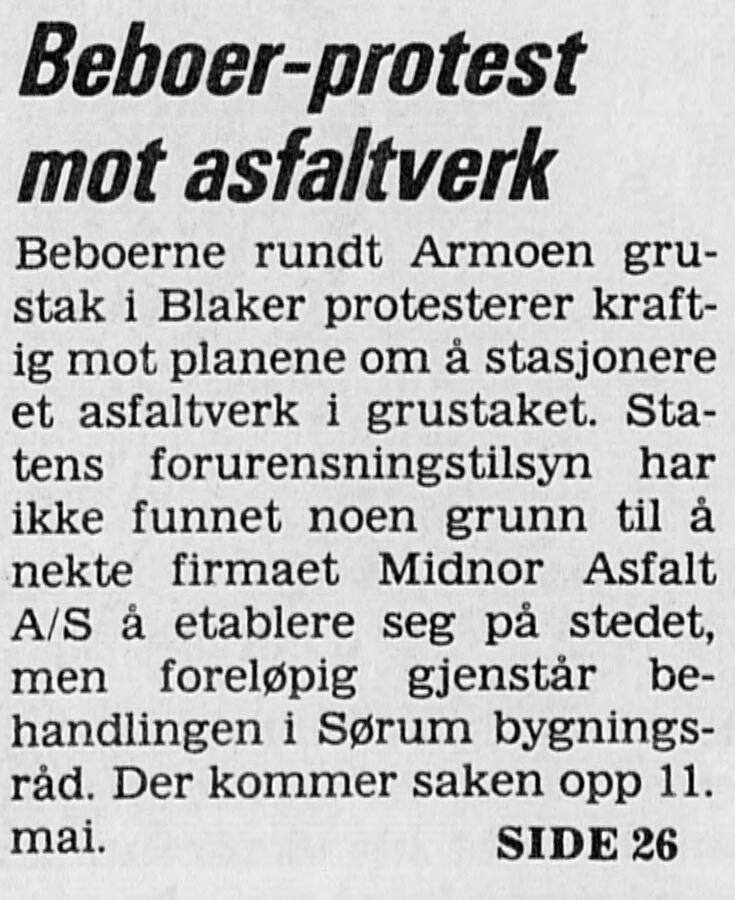 Beboer-protest
mot asfaltverk
Beboerne rundt Armoen gru-
stak i Blaker protesterer kraft-
ig mot planene om å stasjonere
et asfaltverk i grustaket. Sta-
tens forurensningstilsyn har
ikke funnet noen grunn til å
nekte firmaet Midnor Asfalt
A/S å etablere seg på stedet,
men foreløpig gjenstår be-
handlingen i Sørum bygnings-
råd. Der kommer saken opp 11.
mai. SIDE 26